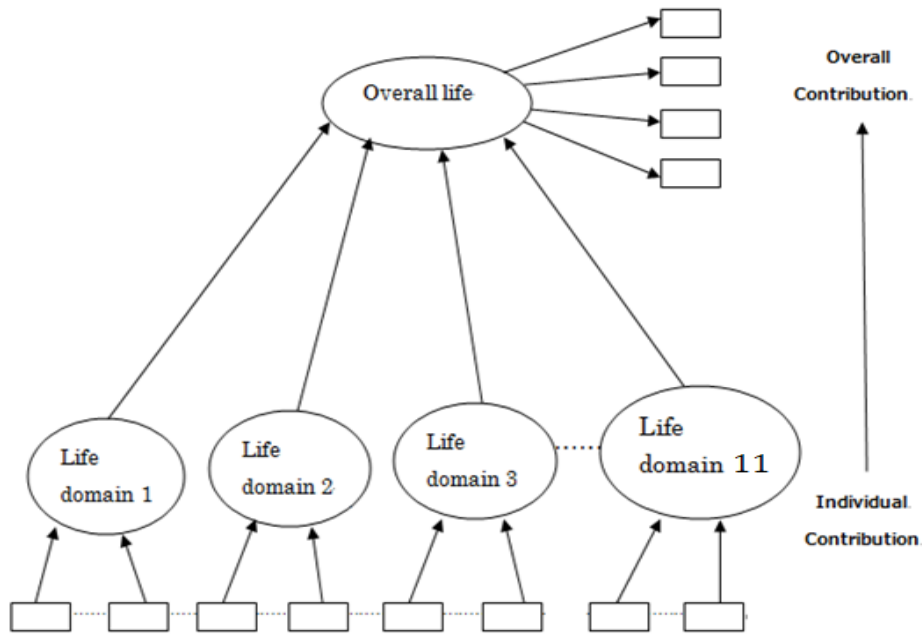 Overall life
Overall
Contribution.
Life
domain 1
Life
domain 2
Life
domain 3
Life
domain 11
Individual.
Contribution.